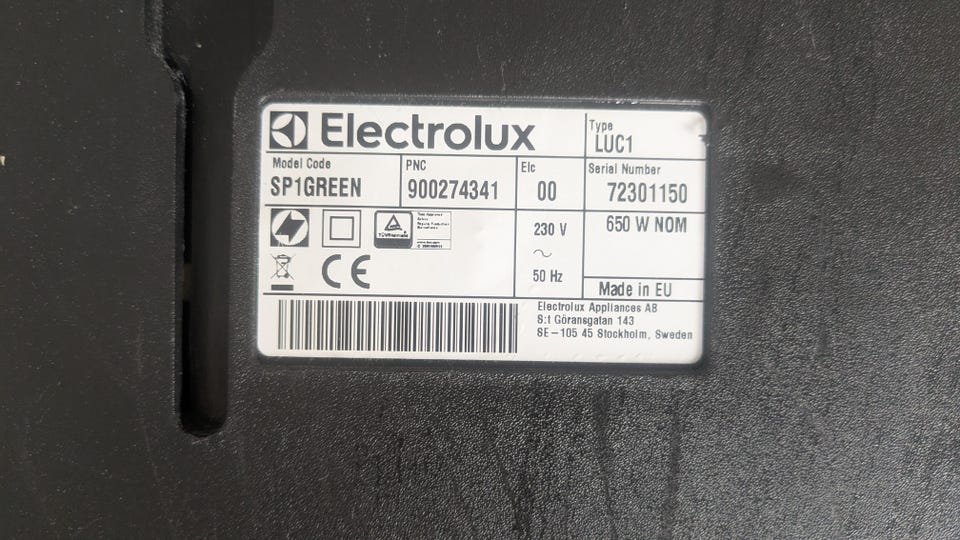 Electrolux
Type
LUC1
Model Code
SP1GREEN
PNC
900274341
Elc
00
Serial Number
72301150
230 V
~
50 Hz
650 W NOM
CE
Made in EU
Electrolux Appliances AB
S:t Göransgatan 143
SE-105 45 Stockholm, Sweden